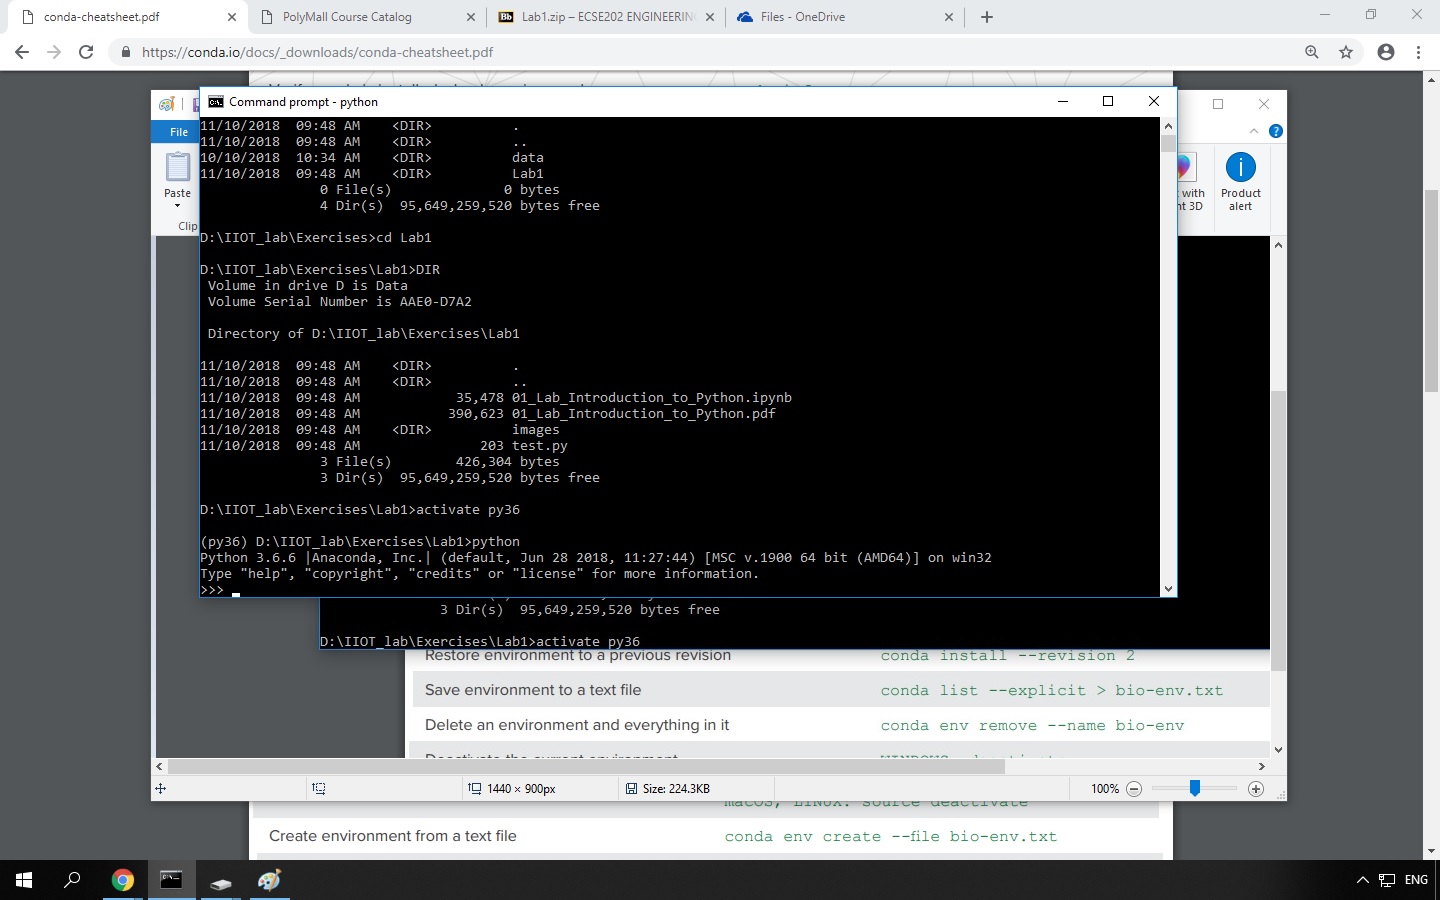 conda-cheatsheet.pdf
PolyMall Course Catalog
Bb Lab1.zip – ECSE202 ENGINEERIN
Files - OneDrive
https://conda.io/docs/_downloads/conda-cheatsheet.pdf
Command prompt - python
File
Paste
Clip
with
nt 3D
Product
alert
11/10/2018  09:48 AM    <DIR>          .
11/10/2018  09:48 AM    <DIR>          ..
10/10/2018  10:34 AM    <DIR>          data
11/10/2018  09:48 AM    <DIR>          Lab1
0 File(s)              0 bytes
4 Dir(s)  95,649,259,520 bytes free
D:\IIOT_lab\Exercises>cd Lab1
D:\IIOT_lab\Exercises\Lab1>DIR
Volume in drive D is Data
Volume Serial Number is AAE0-D7A2
Directory of D:\IIOT_lab\Exercises\Lab1
11/10/2018  09:48 AM    <DIR>          .
11/10/2018  09:48 AM    <DIR>          ..
11/10/2018  09:48 AM            35,478 01_Lab_Introduction_to_Python.ipynb
11/10/2018  09:48 AM           390,623 01_Lab_Introduction_to_Python.pdf
11/10/2018  09:48 AM    <DIR>          images
11/10/2018  09:48 AM               203 test.py
3 File(s)        426,304 bytes
3 Dir(s)  95,649,259,520 bytes free
D:\IIOT_lab\Exercises\Lab1>activate py36
(py36) D:\IIOT_lab\Exercises\Lab1>python
Python 3.6.6 |Anaconda, Inc.| (default, Jun 28 2018, 11:27:44) [MSC v.1900 64 bit (AMD64)] on win32
Type "help", "copyright", "credits" or "license" for more information.
>>>
3 Dir(s)  95,649,259,520 bytes free
D:\IIOT_lab\Exercises\Lab1>activate py36
Restore environment to a previous revision conda install --revision 2
Save environment to a text file conda list --explicit > bio-env.txt
Delete an environment and everything in it conda env remove --name bio-env
1440 × 900px
Size: 224.3KB
100%
macOS, LINUX: source deactivate
Create environment from a text file conda env create --file bio-env.txt
ENG